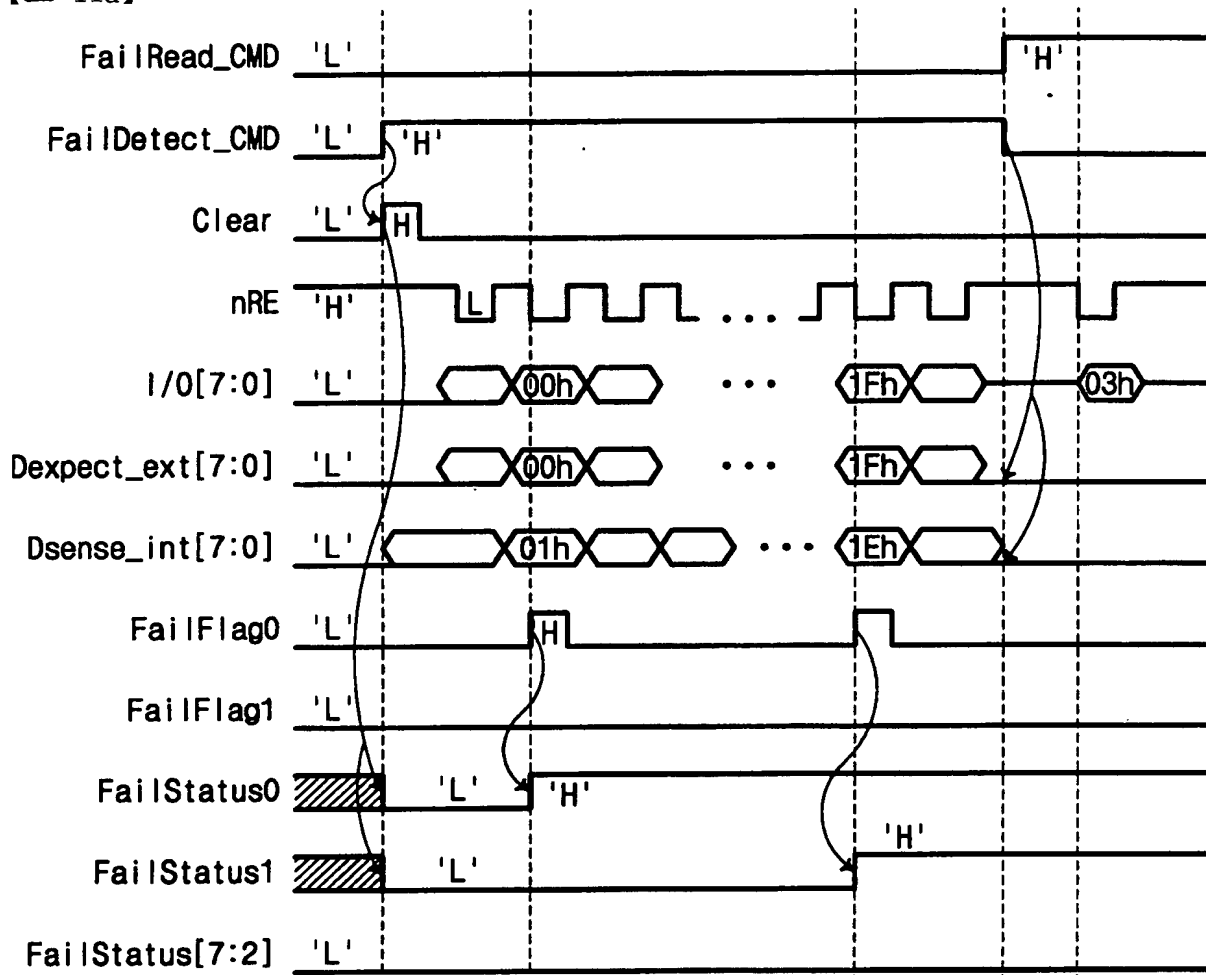 FailRead_CMD 'L' 'H'
FailDetect_CMD 'L' 'H'
Clear 'L' H
nRE 'H' L ...
I/O[7:0] 'L' 00h ... 1Fh 03h
Dexpect_ext[7:0] 'L' 00h ... 1Fh
Dsense_int[7:0] 'L' 01h ... 1Eh
FailFlag0 'L' H
FailFlag1 'L'
FailStatus0 'L' 'H'
FailStatus1 'L' 'H'
FailStatus[7:2] 'L'